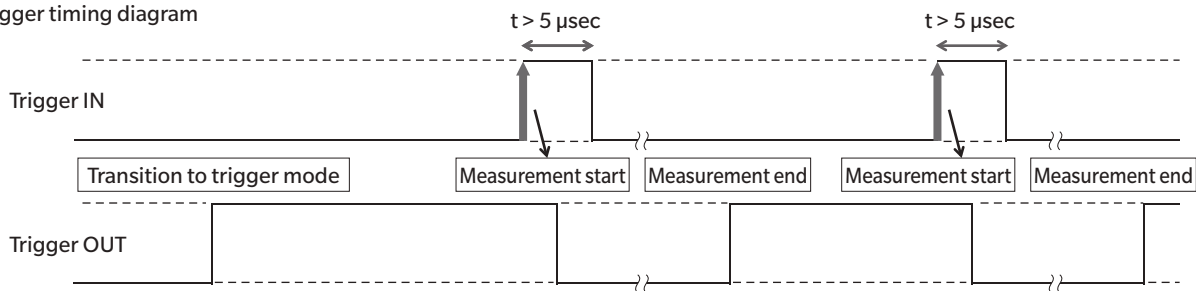 gger timing diagram
t > 5 μsec t > 5 μsec
Trigger IN
Transition to trigger mode Measurement start Measurement end Measurement start Measurement end
Trigger OUT